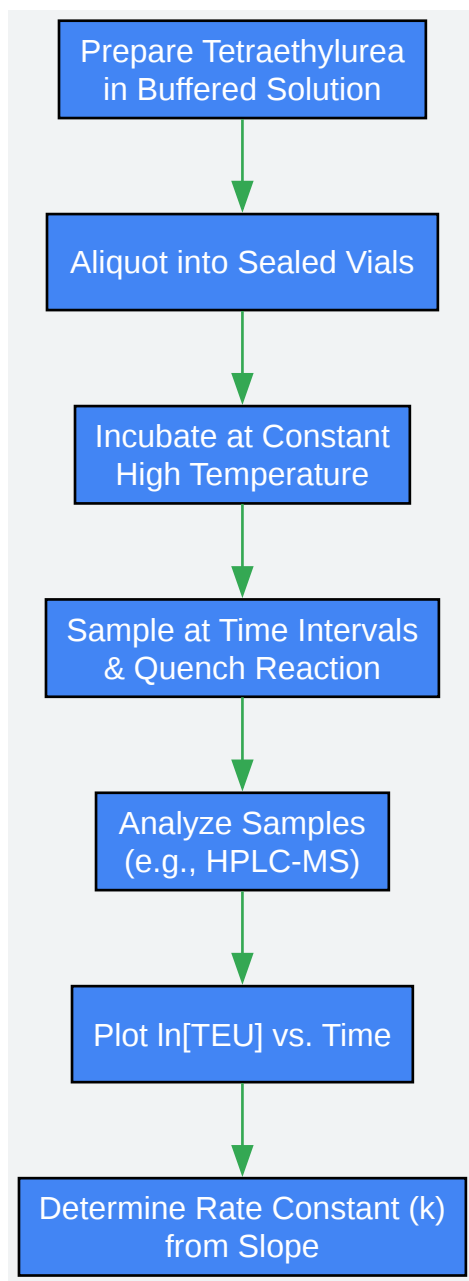 Prepare Tetraethylurea
in Buffered Solution
Aliquot into Sealed Vials
Incubate at Constant
High Temperature
Sample at Time Intervals
& Quench Reaction
Analyze Samples
(e.g., HPLC-MS)
Plot ln[TEU] vs. Time
Determine Rate Constant (k)
from Slope